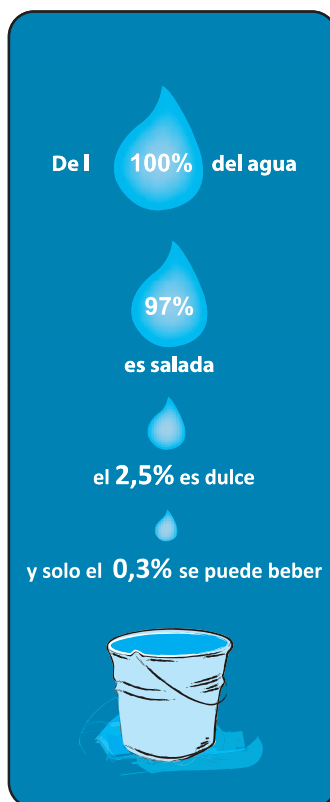 De l 100% del agua
97%
es salada
el 2,5% es dulce
y solo el 0,3% se puede beber